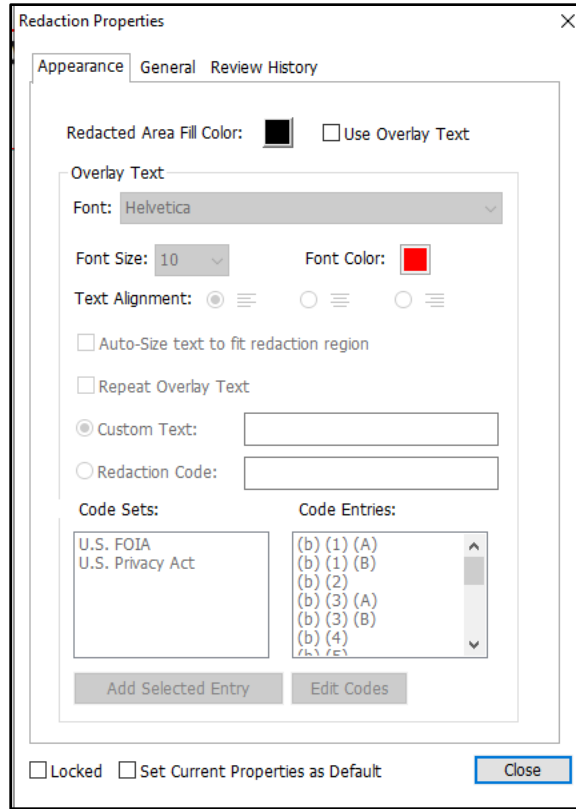 Redaction Properties
Appearance General Review History
Redacted Area Fill Color: Use Overlay Text
Overlay Text
Font: Helvetica
Font Size: 10 Font Color:
Text Alignment:
Auto-Size text to fit redaction region
Repeat Overlay Text
Custom Text:
Redaction Code:
Code Sets: Code Entries:
U.S. FOIA (b) (1) (A)
U.S. Privacy Act (b) (1) (B)
(b) (2)
(b) (3) (A)
(b) (3) (B)
(b) (4)
(b) (5)
Add Selected Entry Edit Codes
Locked Set Current Properties as Default Close